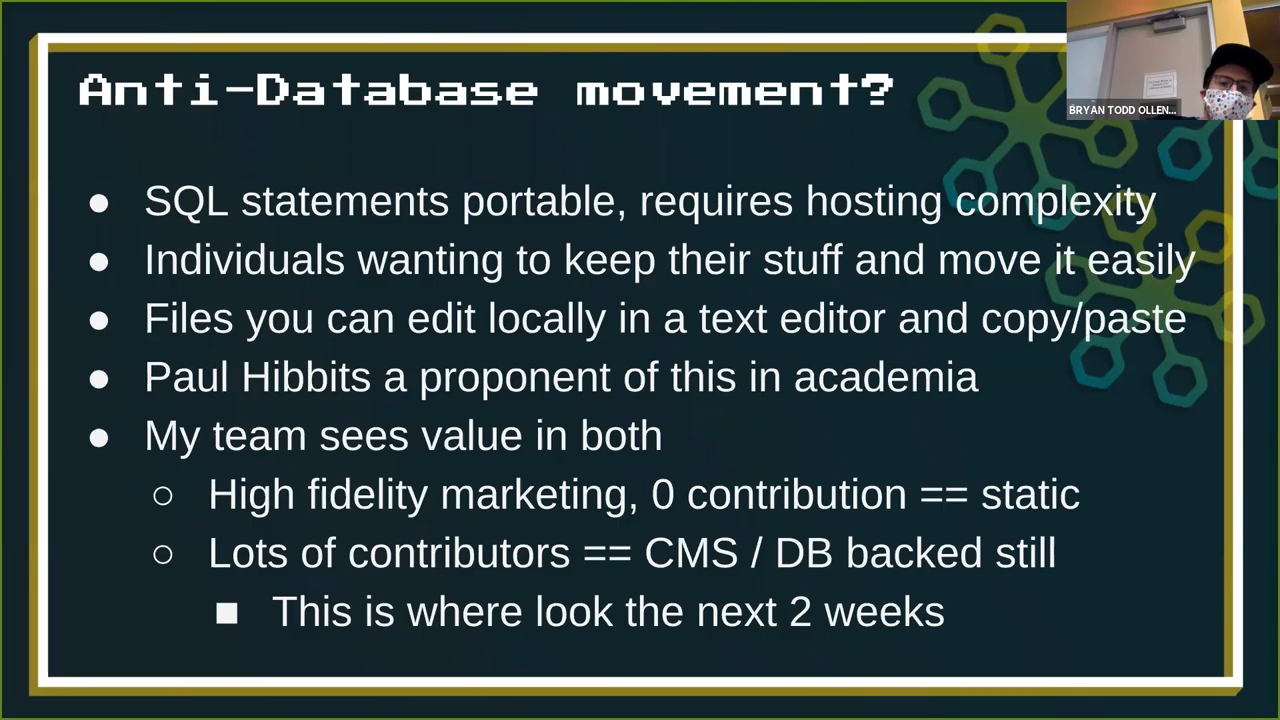 Anti-Database movement?
BRYAN TODD OLLEN...
● SQL statements portable, requires hosting complexity
● Individuals wanting to keep their stuff and move it easily
● Files you can edit locally in a text editor and copy/paste
● Paul Hibbits a proponent of this in academia
● My team sees value in both
○ High fidelity marketing, 0 contribution == static
○ Lots of contributors == CMS / DB backed still
■ This is where look the next 2 weeks